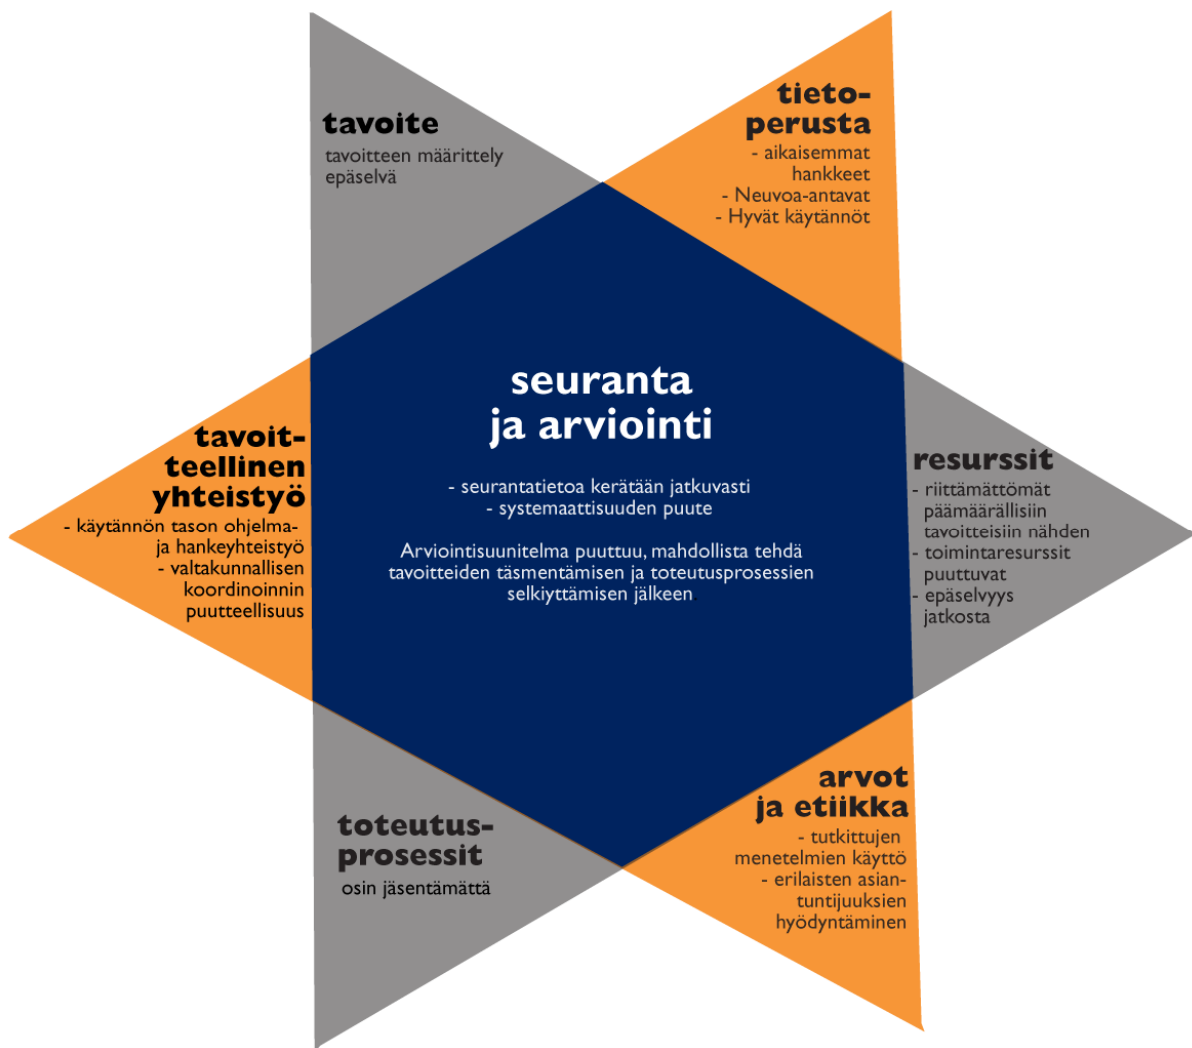 tavoite
tavoitteen määrittely
epäselvä
tieto-
perusta
- aikaisemmat
hankkeet
- Neuvoa-antavat
- Hyvät käytännöt
seuranta
ja arviointi
- seurantatietoa kerätään jatkuvasti
- systemaattisuuden puute
Arviointisuunitelma puuttuu, mahdollista tehdä
tavoitteiden täsmentämisen ja toteutusprosessien
selkiyttämisen jälkeen
tavoit-
teellinen
yhteistyö
- käytännön tason ohjelma-
ja hankeyhteistyö
- valtakunnallisen
koordinoinnin
puutteellisuus
resurssit
- riittämättömät
päämäärällisiin
tavoitteisiin nähden
- toimintaresurssit
puuttuvat
- epäselvyys
jatkosta
toteutus-
prosessit
osin jäsentämättä
arvot
ja etiikka
- tutkittujen
menetelmien käyttö
- erilaisten asian-
tuntijuuksien
hyödyntäminen